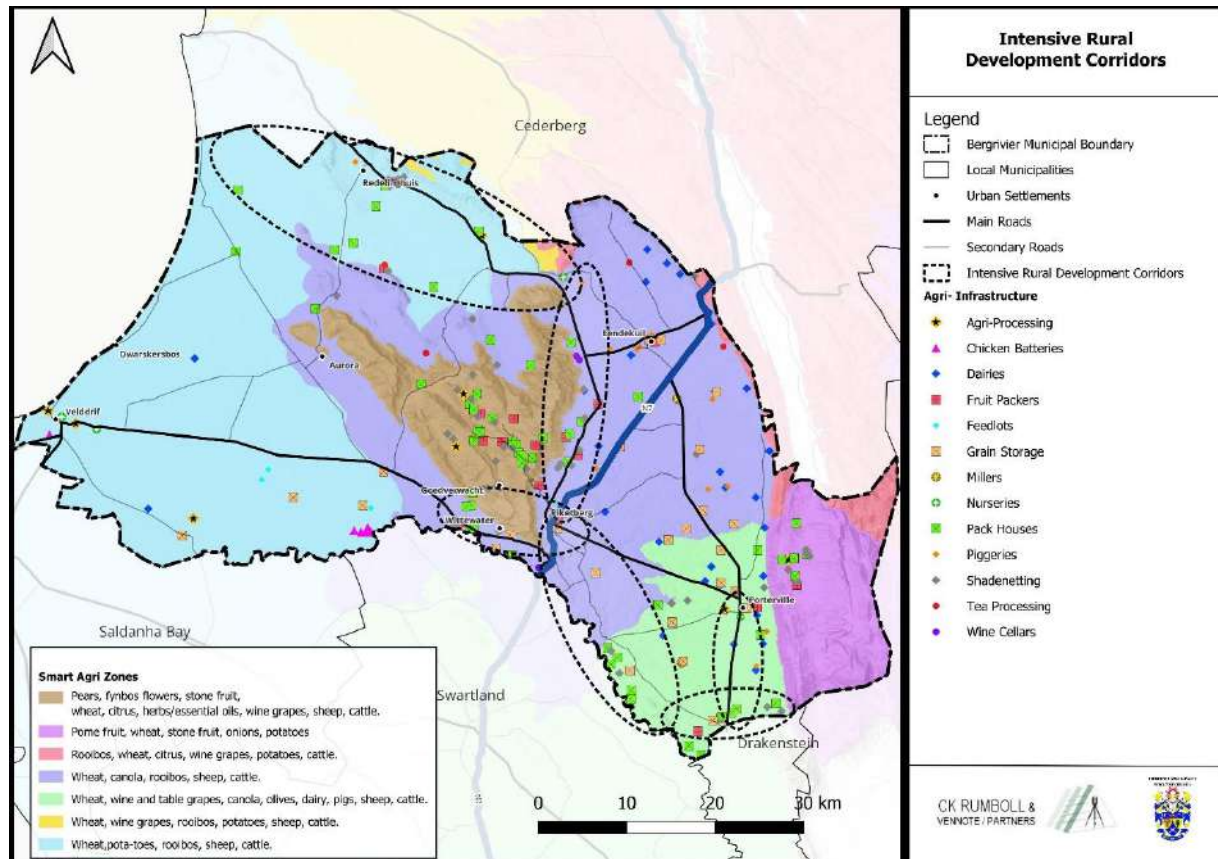 Intensive Rural
Development Corridors
Legend
Bergrivier Municipal Boundary
Local Municipalities
Urban Settlements
Main Roads
Secondary Roads
Intensive Rural Development Corridors
Agri- Infrastructure
Agri-Processing
Chicken Batteries
Dairies
Fruit Packers
Feedlots
Grain Storage
Millers
Nurseries
Pack Houses
Piggeries
Shadenetting
Tea Processing
Wine Cellars
CK RUMBOLL &
VENNOTE / PARTNERS
Cederberg
Redelinghuis
Eendekuil
Dwarskersbos
Aurora
Velddrif
N7
Goedverwacht
Wittewater
Piketberg
Porterville
Saldanha Bay
Swartland
Drakenstein
Smart Agri Zones
Pears, fynbos flowers, stone fruit,
wheat, citrus, herbs/essential oils, wine grapes, sheep, cattle.
Pome fruit, wheat, stone fruit, onions, potatoes
Rooibos, wheat, citrus, wine grapes, potatoes, cattle.
Wheat, canola, rooibos, sheep, cattle.
Wheat, wine and table grapes, canola, olives, dairy, pigs, sheep, cattle.
Wheat, wine grapes, rooibos, potatoes, sheep, cattle.
Wheat,pota-toes, rooibos, sheep, cattle.
0 10 20 30 km